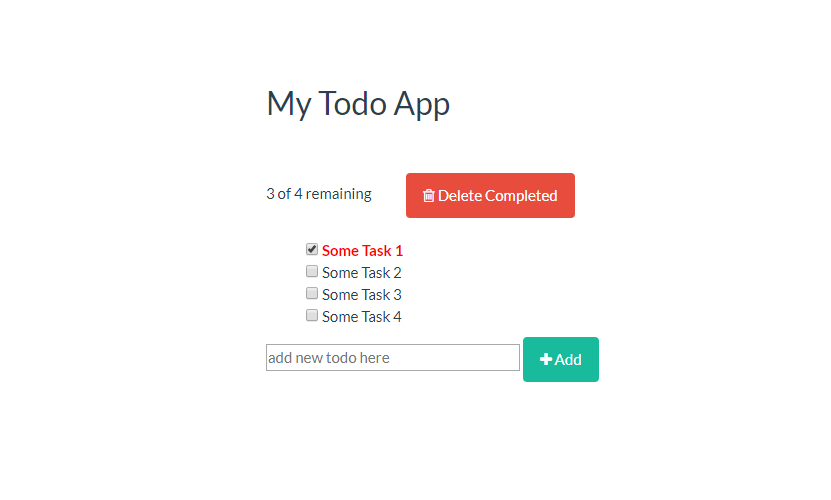 My Todo App
3 of 4 remaining
Delete Completed
Some Task 1
Some Task 2
Some Task 3
Some Task 4
add new todo here
Add